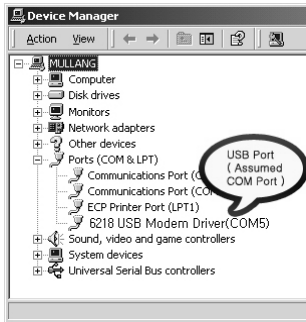 Device Manager
Action View
MULLANG
Computer
Disk drives
Monitors
Network adapters
Other devices
Ports (COM & LPT)
Communications Port (
Communications Port (CO
ECP Printer Port (LPT1)
6218 USB Modem Driver(COM5)
Sound, video and game controllers
System devices
Universal Serial Bus controllers
USB Port
( Assumed
COM Port )